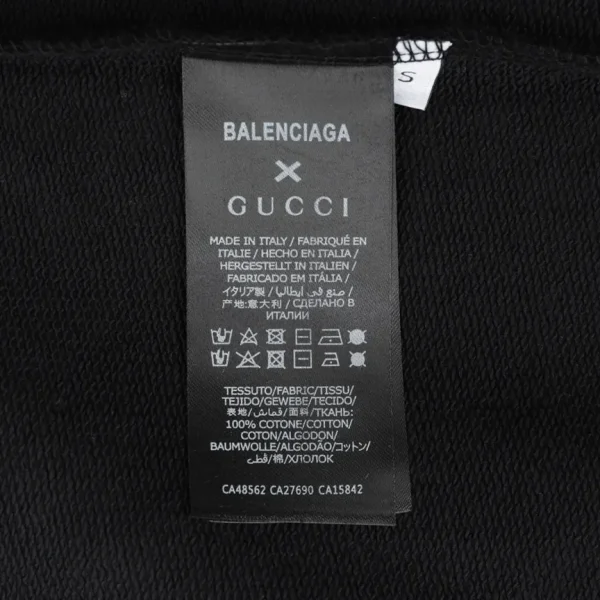 S
BALENCIAGA
X
GUCCI
MADE IN ITALY / FABRIQUÉ EN
ITALIE / HECHO EN ITALIA /
HERGESTELLT IN ITALIEN /
FABRICADO EM ITÁLIA /
イタリア製 / صنع في ايطاليا /
产地:意大利 / СДЕЛАНО В
ИТАЛИИ
TESSUTO/FABRIC/TISSU/
TEJIDO/GEWEBE/TECIDO/
表地/قماش/面料/ТКАНЬ:
100% COTONE/COTTON/
COTON/ALGODON/
BAUMWOLLE/ALGODÃO/コットン/
قطن/棉/ХЛОПОК
CA48562 CA27690 CA15842